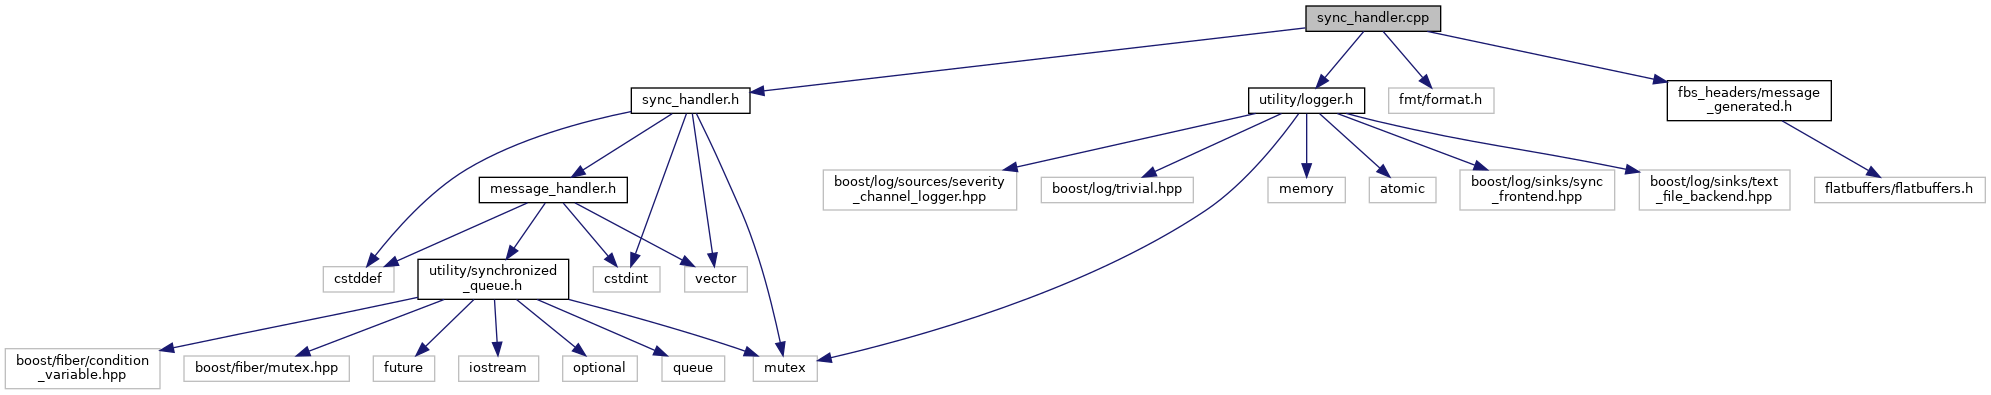 sync_handler.cpp
sync_handler.h
utility/logger.h
fmt/format.h
fbs_headers/message
_generated.h
message_handler.h
boost/log/sources/severity
_channel_logger.hpp
boost/log/trivial.hpp
memory
atomic
boost/log/sinks/sync
_frontend.hpp
boost/log/sinks/text
_file_backend.hpp
flatbuffers/flatbuffers.h
cstddef
utility/synchronized
_queue.h
cstdint
vector
boost/fiber/condition
_variable.hpp
boost/fiber/mutex.hpp
future
iostream
optional
queue
mutex